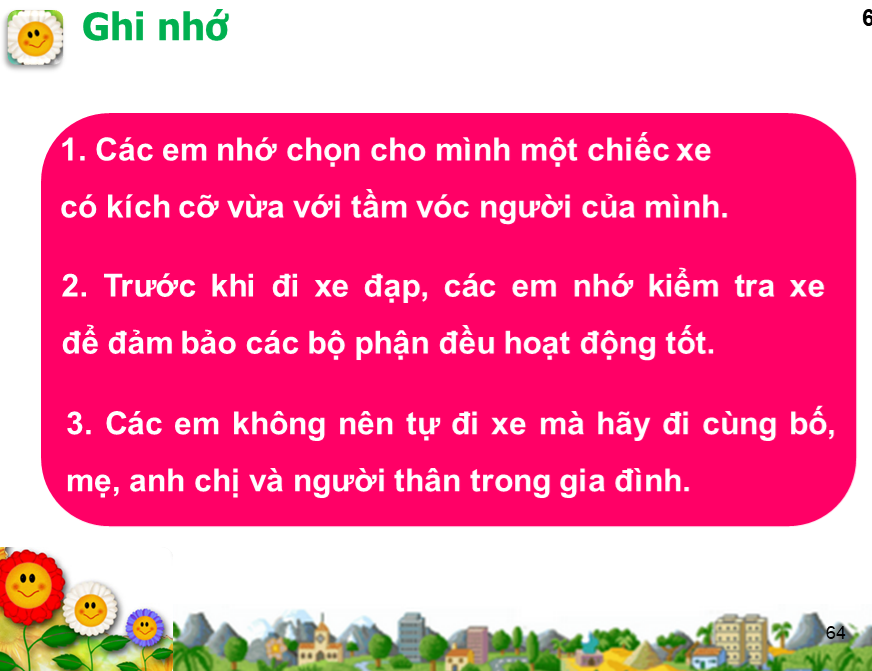 Ghi nhớ
6
1. Các em nhớ chọn cho mình một chiếc xe
có kích cỡ vừa với tầm vóc người của mình.
2. Trước khi đi xe đạp, các em nhớ kiểm tra xe
để đảm bảo các bộ phận đều hoạt động tốt.
3. Các em không nên tự đi xe mà hãy đi cùng bố,
mẹ, anh chị và người thân trong gia đình.
64